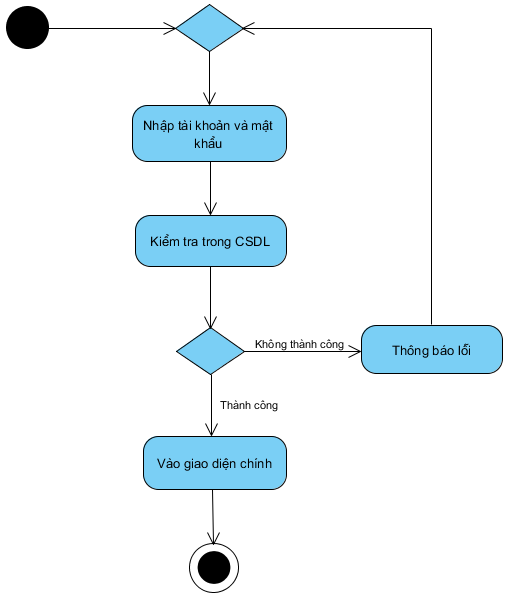 Nhập tài khoản và mật
khẩu
Kiểm tra trong CSDL
Không thành công
Thông báo lỗi
Thành công
Vào giao diện chính